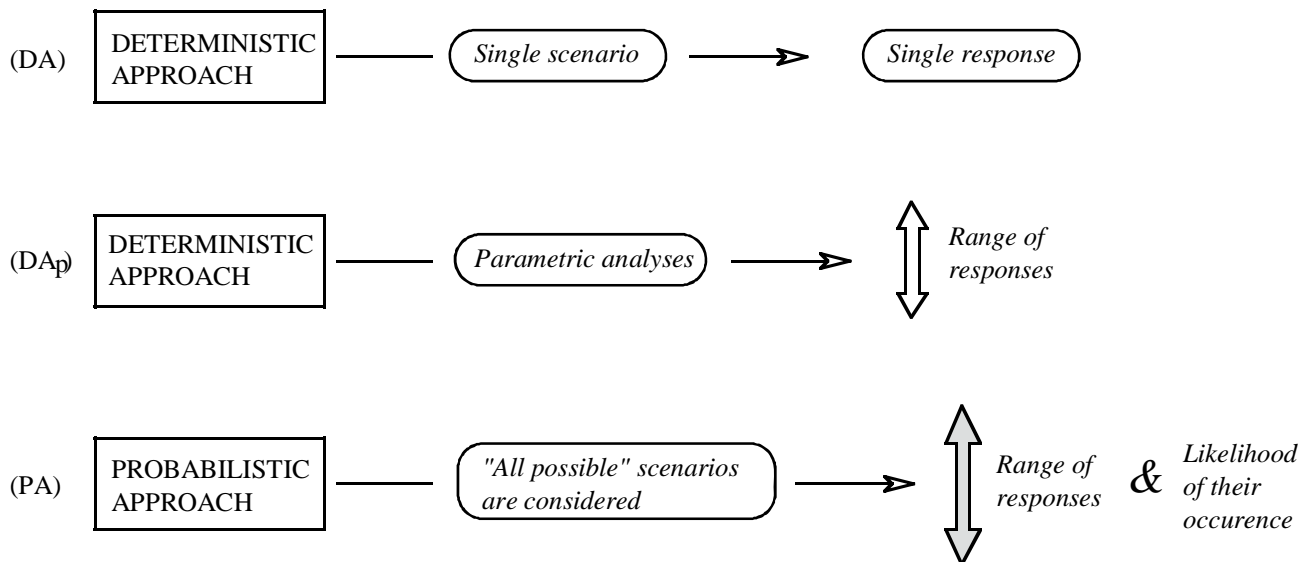 (DA)
DETERMINISTIC
APPROACH
Single scenario
Single response
(DAp)
DETERMINISTIC
APPROACH
Parametric analyses
Range of
responses
(PA)
PROBABILISTIC
APPROACH
"All possible" scenarios
are considered
Range of
responses
&
Likelihood
of their
occurence